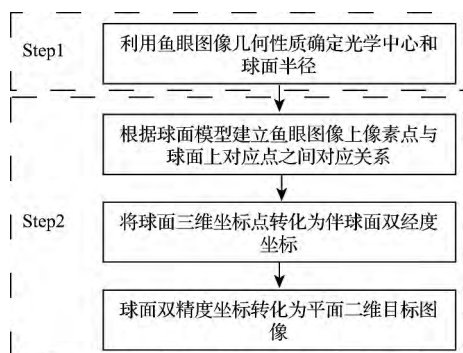 Step1
利用鱼眼图像几何性质确定光学中心和
球面半径
根据球面模型建立鱼眼图像上像素点与
球面上对应点之间对应关系
Step2
将球面三维坐标点转化为伴球面双经度
坐标
球面双精度坐标转化为平面二维目标图
像